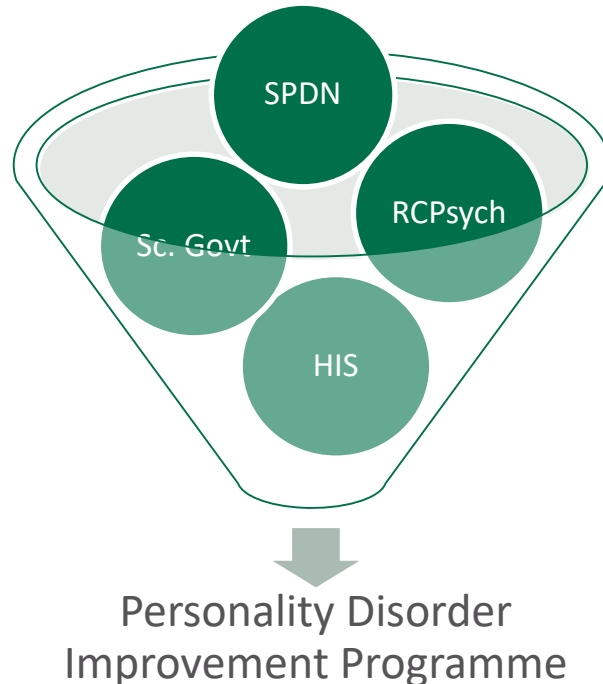 SPDN
RCPsych
Sc. Govt
HIS
Personality Disorder
Improvement Programme